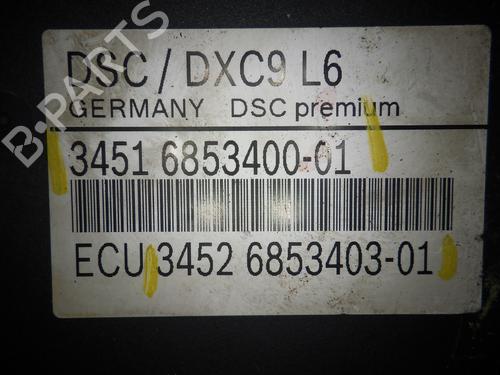 DSC / DXC9 L6
GERMANY DSC premium
3451 6853400-01
ECU 3452 6853403-01
B-PARTS